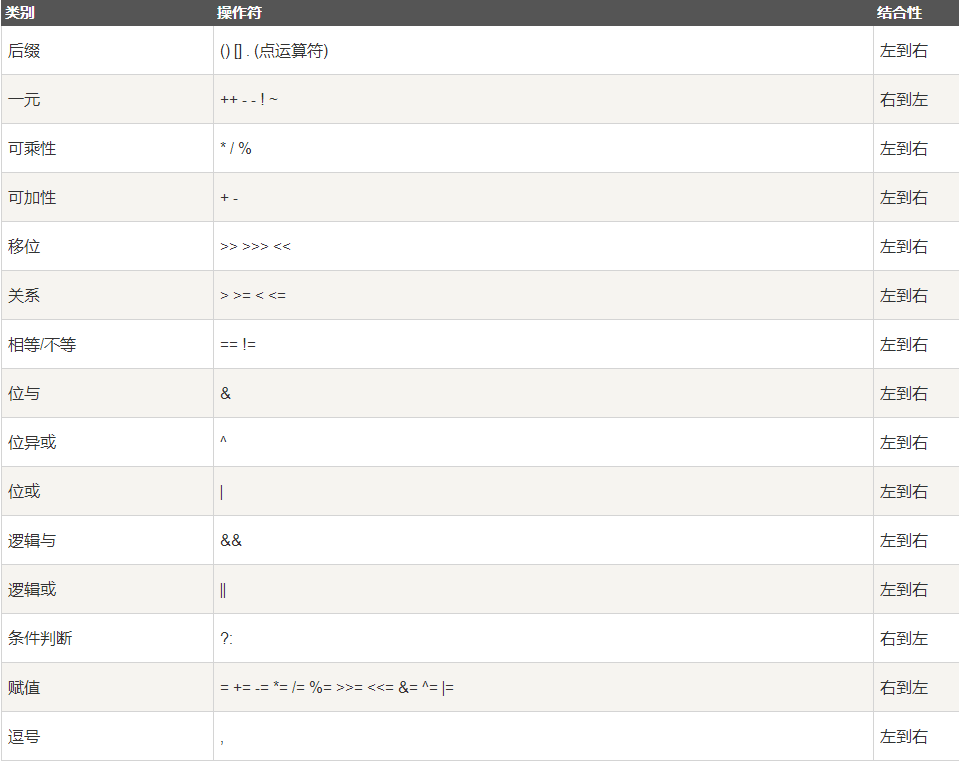 类别 操作符 结合性
后缀 () [] . (点运算符) 左到右
一元 ++ - - ! ~ 右到左
可乘性 * / % 左到右
可加性 + - 左到右
移位 >> >>> << 左到右
关系 > >= < <= 左到右
相等/不等 == != 左到右
位与 & 左到右
位异或 ^ 左到右
位或 | 左到右
逻辑与 && 左到右
逻辑或 || 左到右
条件判断 ?: 右到左
赋值 = += -= *= /= %= >>= <<= &= ^= |= 右到左
逗号 , 左到右